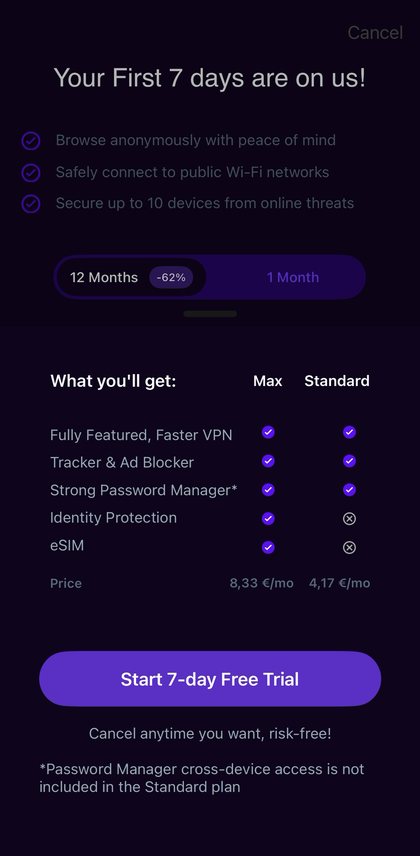 Cancel
Your First 7 days are on us!
Browse anonymously with peace of mind
Safely connect to public Wi-Fi networks
Secure up to 10 devices from online threats
12 Months -62% 1 Month
What you'll get: Max Standard
Fully Featured, Faster VPN
Tracker & Ad Blocker
Strong Password Manager*
Identity Protection
eSIM
Price 8,33 €/mo 4,17 €/mo
Start 7-day Free Trial
Cancel anytime you want, risk-free!
*Password Manager cross-device access is not
included in the Standard plan